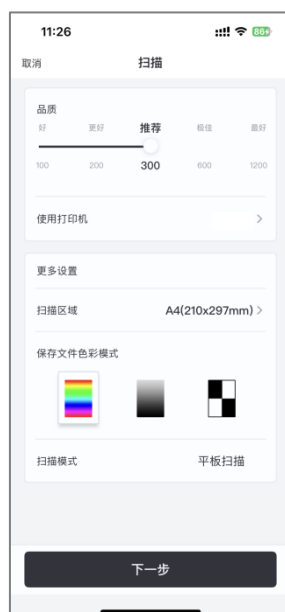 11:26
86
取消 扫描
品质
好 更好 推荐 极佳 最好
100 200 300 600 1200
使用打印机
更多设置
扫描区域 A4(210x297mm)
保存文件色彩模式
扫描模式 平板扫描
下一步